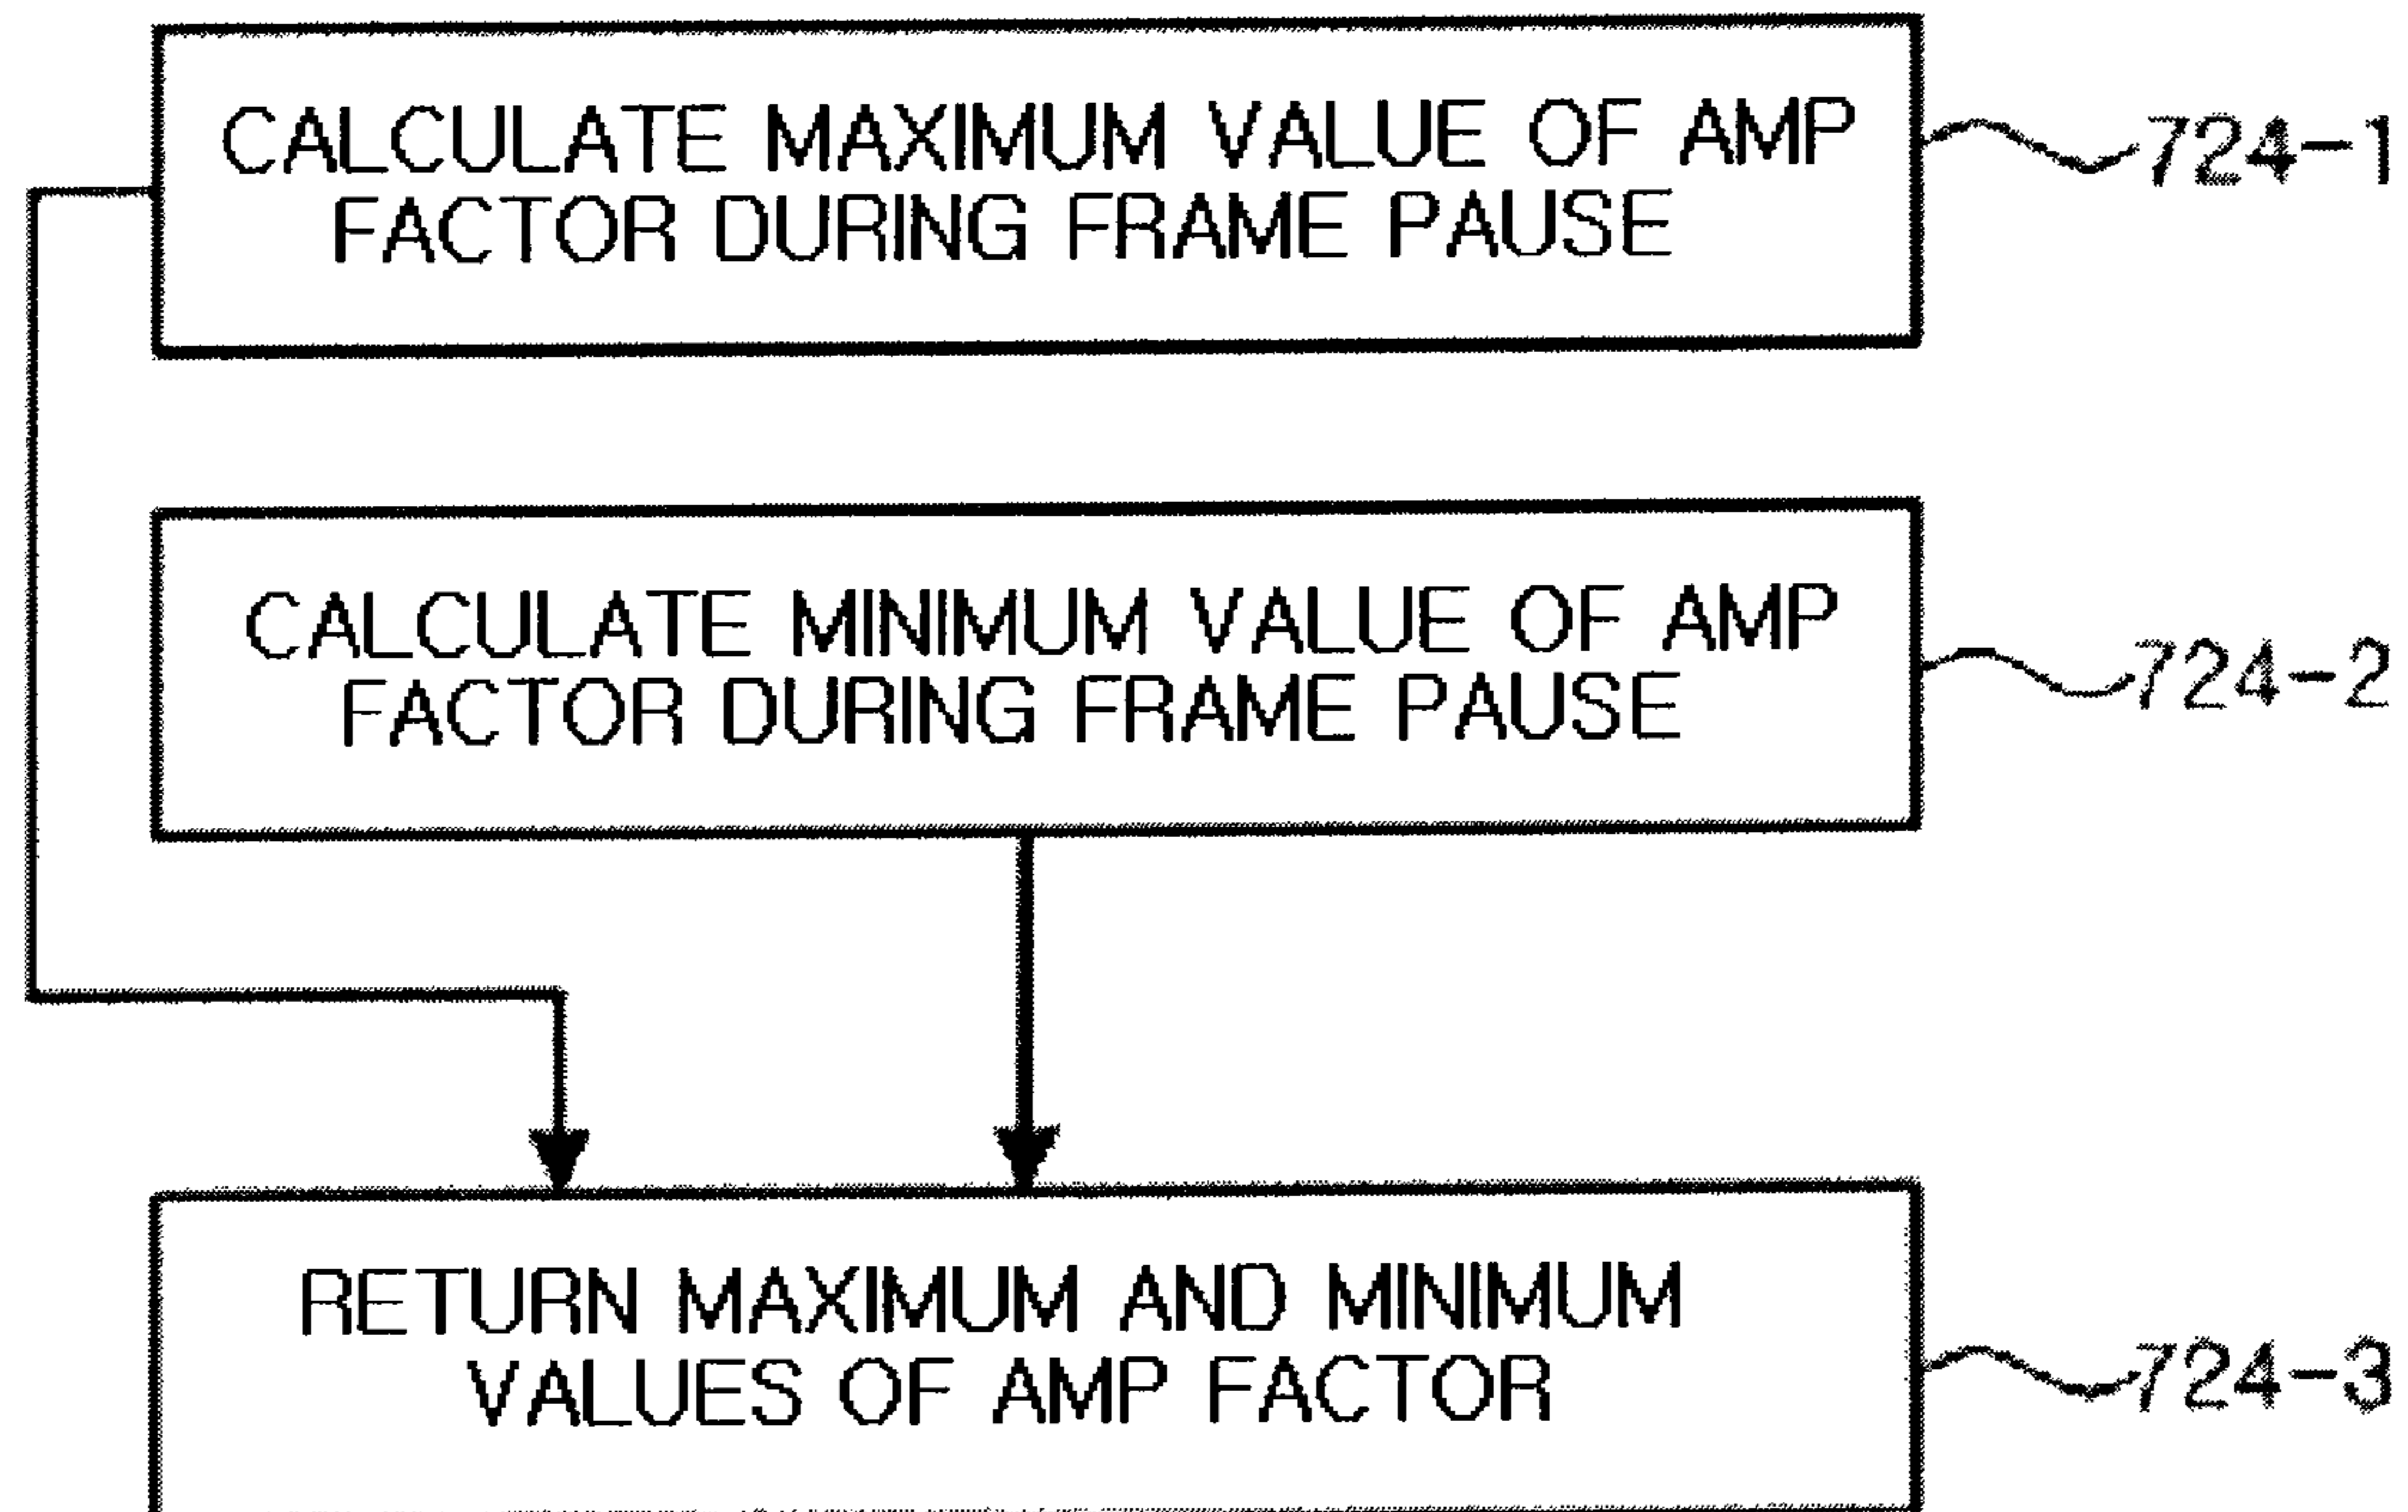 CALCULATE MAXIMUM VALUE OF AMP
FACTOR DURING FRAME PAUSE
724-1
CALCULATE MINIMUM VALUE OF AMP
FACTOR DURING FRAME PAUSE
724-2
RETURN MAXIMUM AND MINIMUM
VALUES OF AMP FACTOR
724-3